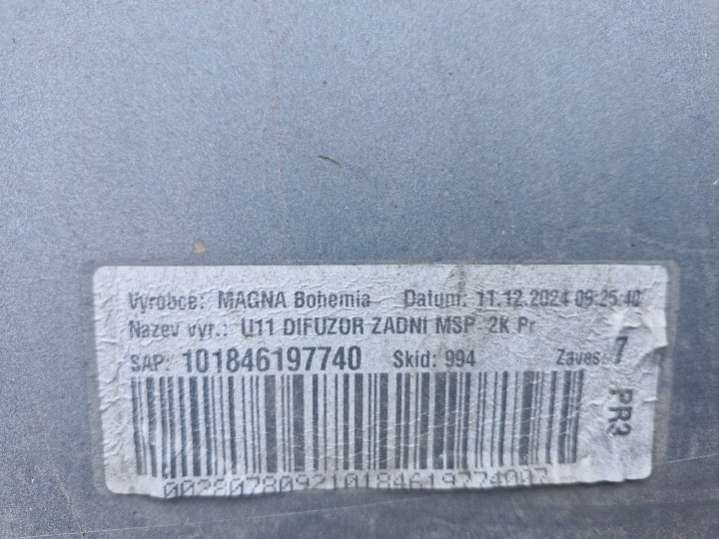 Vyrobce: MAGNA Bohemia Datum: 11.12.2024 09:25:40
Nazev vyr.: U11 DIFUZOR ZADNI MSP 2K Pr
SAP: 101846197740 Skid: 994 Zaves: 7
PR3
002807809210184619774007